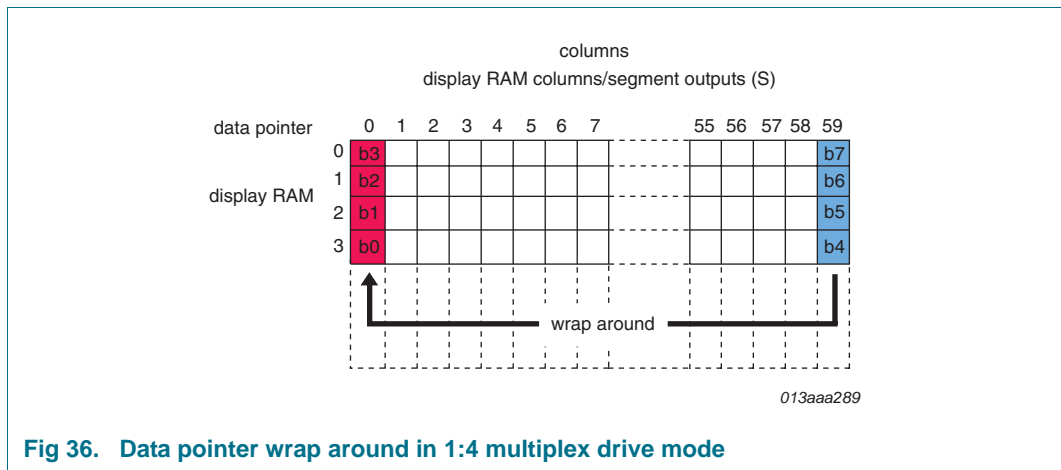 columns
display RAM columns/segment outputs (S)
data pointer 0 1 2 3 4 5 6 7 55 56 57 58 59
0 b3 b7
1 b2 b6
display RAM
2 b1 b5
3 b0 b4
wrap around
013aaa289
Fig 36. Data pointer wrap around in 1:4 multiplex drive mode